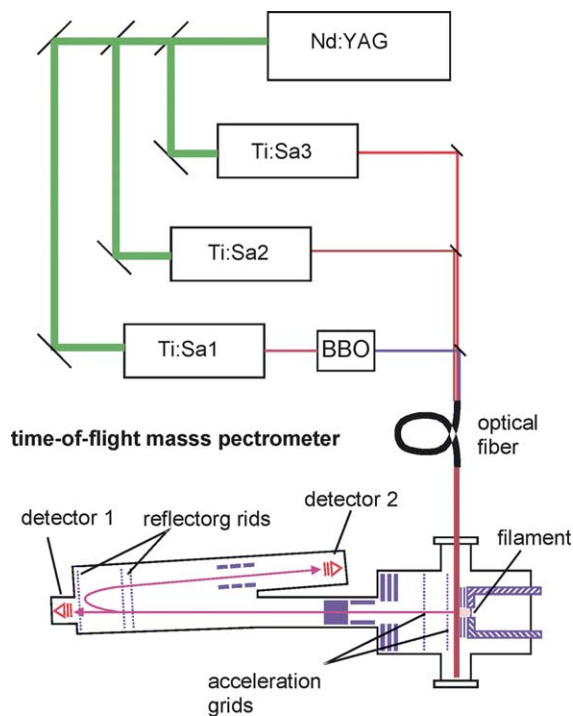 Nd:YAG
Ti:Sa3
Ti:Sa2
Ti:Sa1
BBO
time-of-flight masss pectrometer
optical
fiber
detector 1
reflectorg rids
detector 2
filament
acceleration
grids